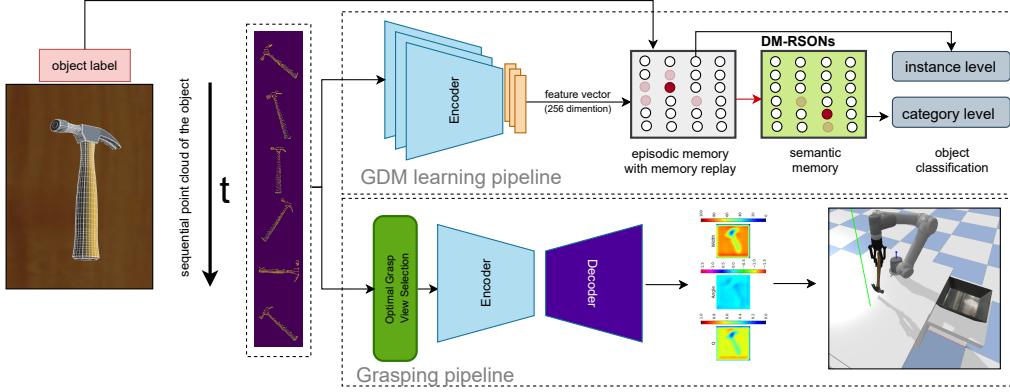 object label
sequential point cloud of the object
t
Encoder
feature vector
(256 dimention)
DM-RSONs
episodic memory
with memory replay
semantic
memory
instance level
category level
object
classification
GDM learning pipeline
Optimal Grasp
View Selection
Encoder
Decoder
Width
Angle
Q
Grasping pipeline